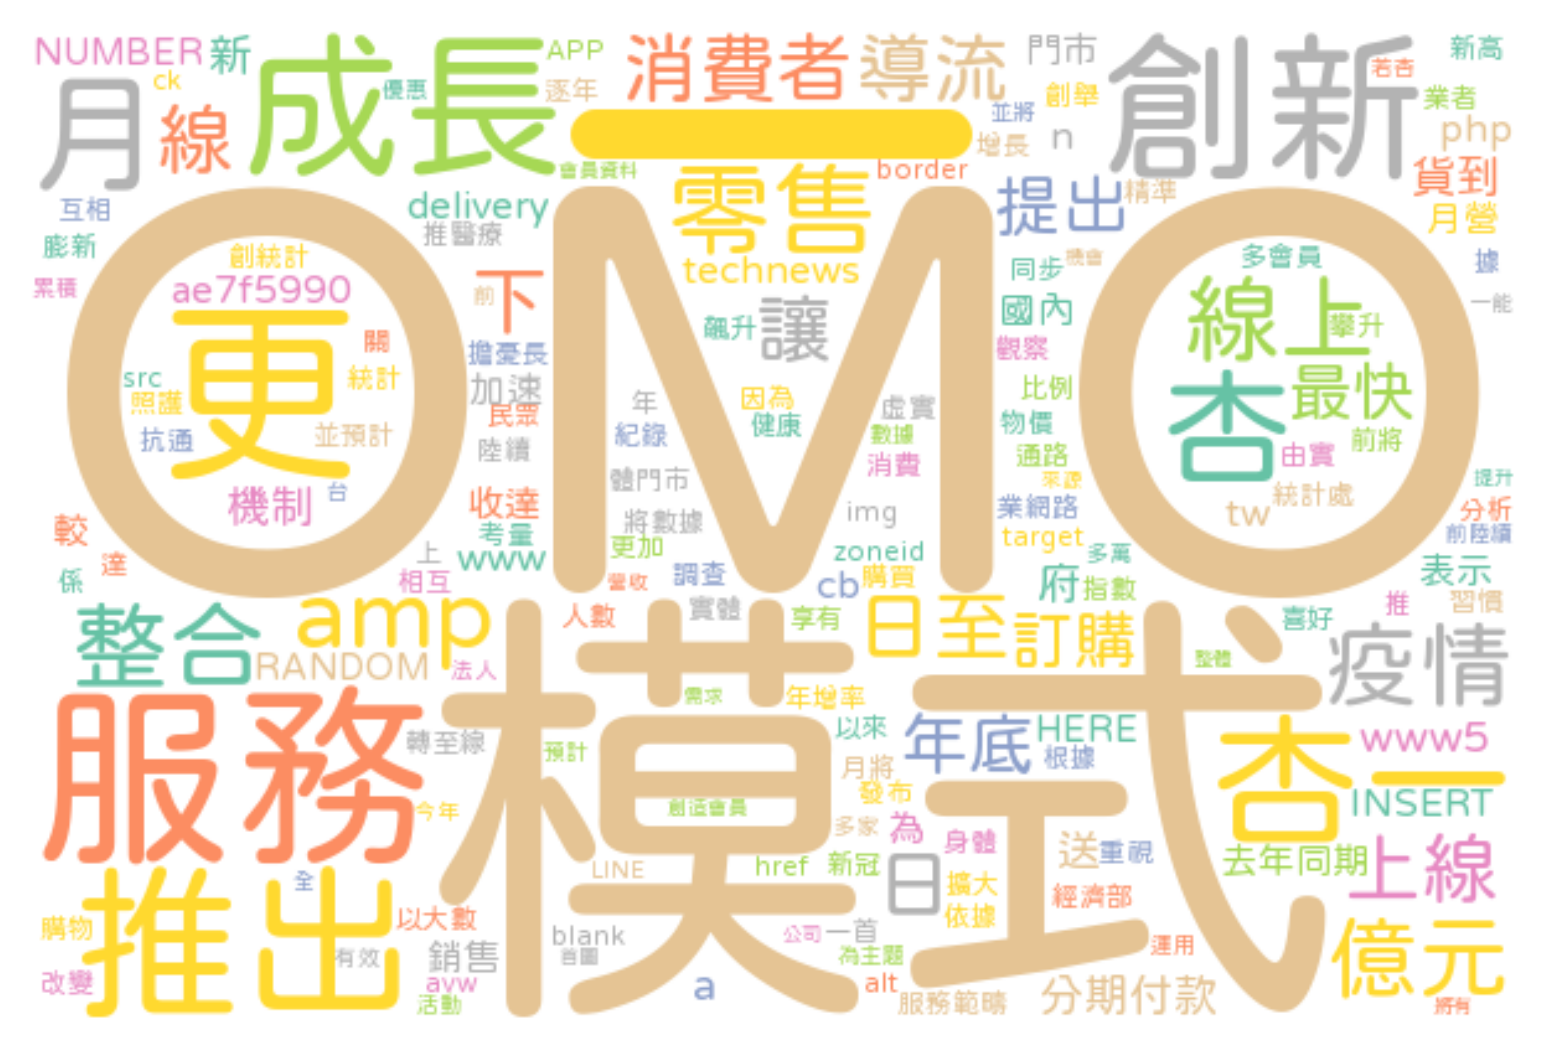 NUMBER
新
成長
APP
消費者
導流
門市
創新
新高
若杏
ck
優惠
逐年
創舉
業者
月
線
並將
n
php
一
增長
會員資料
零售
border
貨到
互相
delivery
提出
精準
月營
膨新
推醫療
創統計
technews
同步
機會
多會員
據
累積
ae7f5990
前
下
讓
國內
線上
一能
飆升
攀升
OMO
更
關
擔憂長
觀察
src
統計
加速
年
因為
虛實
比例
杏
最快
照護
民眾
健康
物價
抗通
並預計
陸續
紀錄
數據
通路
由實
前將
體門市
消費
來源
提升
機制
台
收達
將數據
img
業網路
tw
統計處
分析
較
考量
更加
zoneid
target
前陸續
達
上
www
多萬
係
相互
營收
調查
cb
購買
府
指數
表示
整合
amp
人數
實體
享有
日至
訂購
喜好
推
習慣
RANDOM
法人
整體
疫情
模式
需求
年增率
服務
轉至線
預計
以來
年底
HERE
根據
杏
www5
一
月將
發布
INSERT
今年
創造會員
多家
為
身體
送
重視
去年同期
上線
推出
全
LINE
href
新冠
日
擴大
經濟部
購物
以大數
依據
億元
有效
銷售
blank
公司
一首
運用
首圖
為主題
改變
avw
活動
a
alt
服務範疇
分期付款
將有